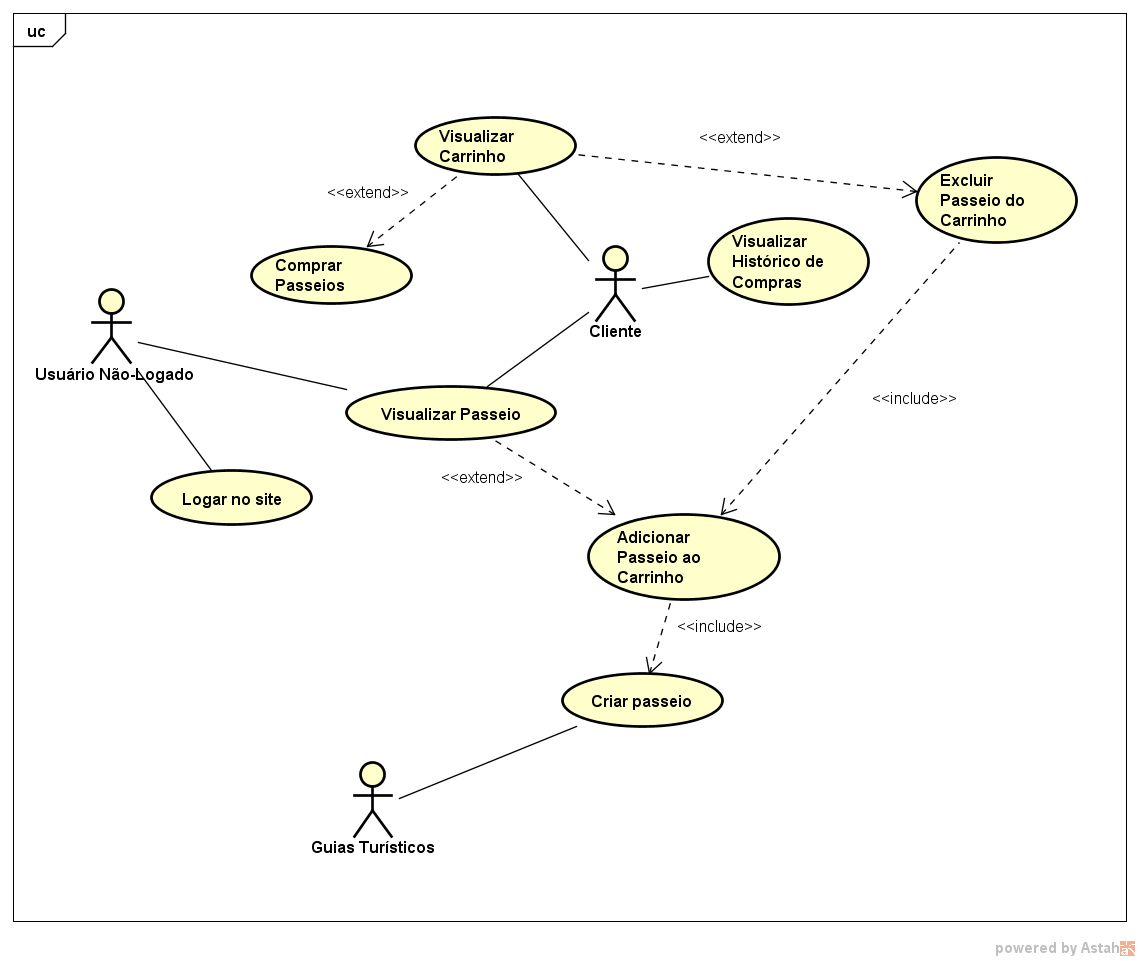 uc
Visualizar
Carrinho
<<extend>>
<<extend>>
Excluir
Passeio do
Carrinho
Comprar
Passeios
Visualizar
Histórico de
Compras
Cliente
Usuário Não-Logado
Visualizar Passeio
<<include>>
<<extend>>
Logar no site
Adicionar
Passeio ao
Carrinho
<<include>>
Criar passeio
Guias Turísticos
powered by Astah